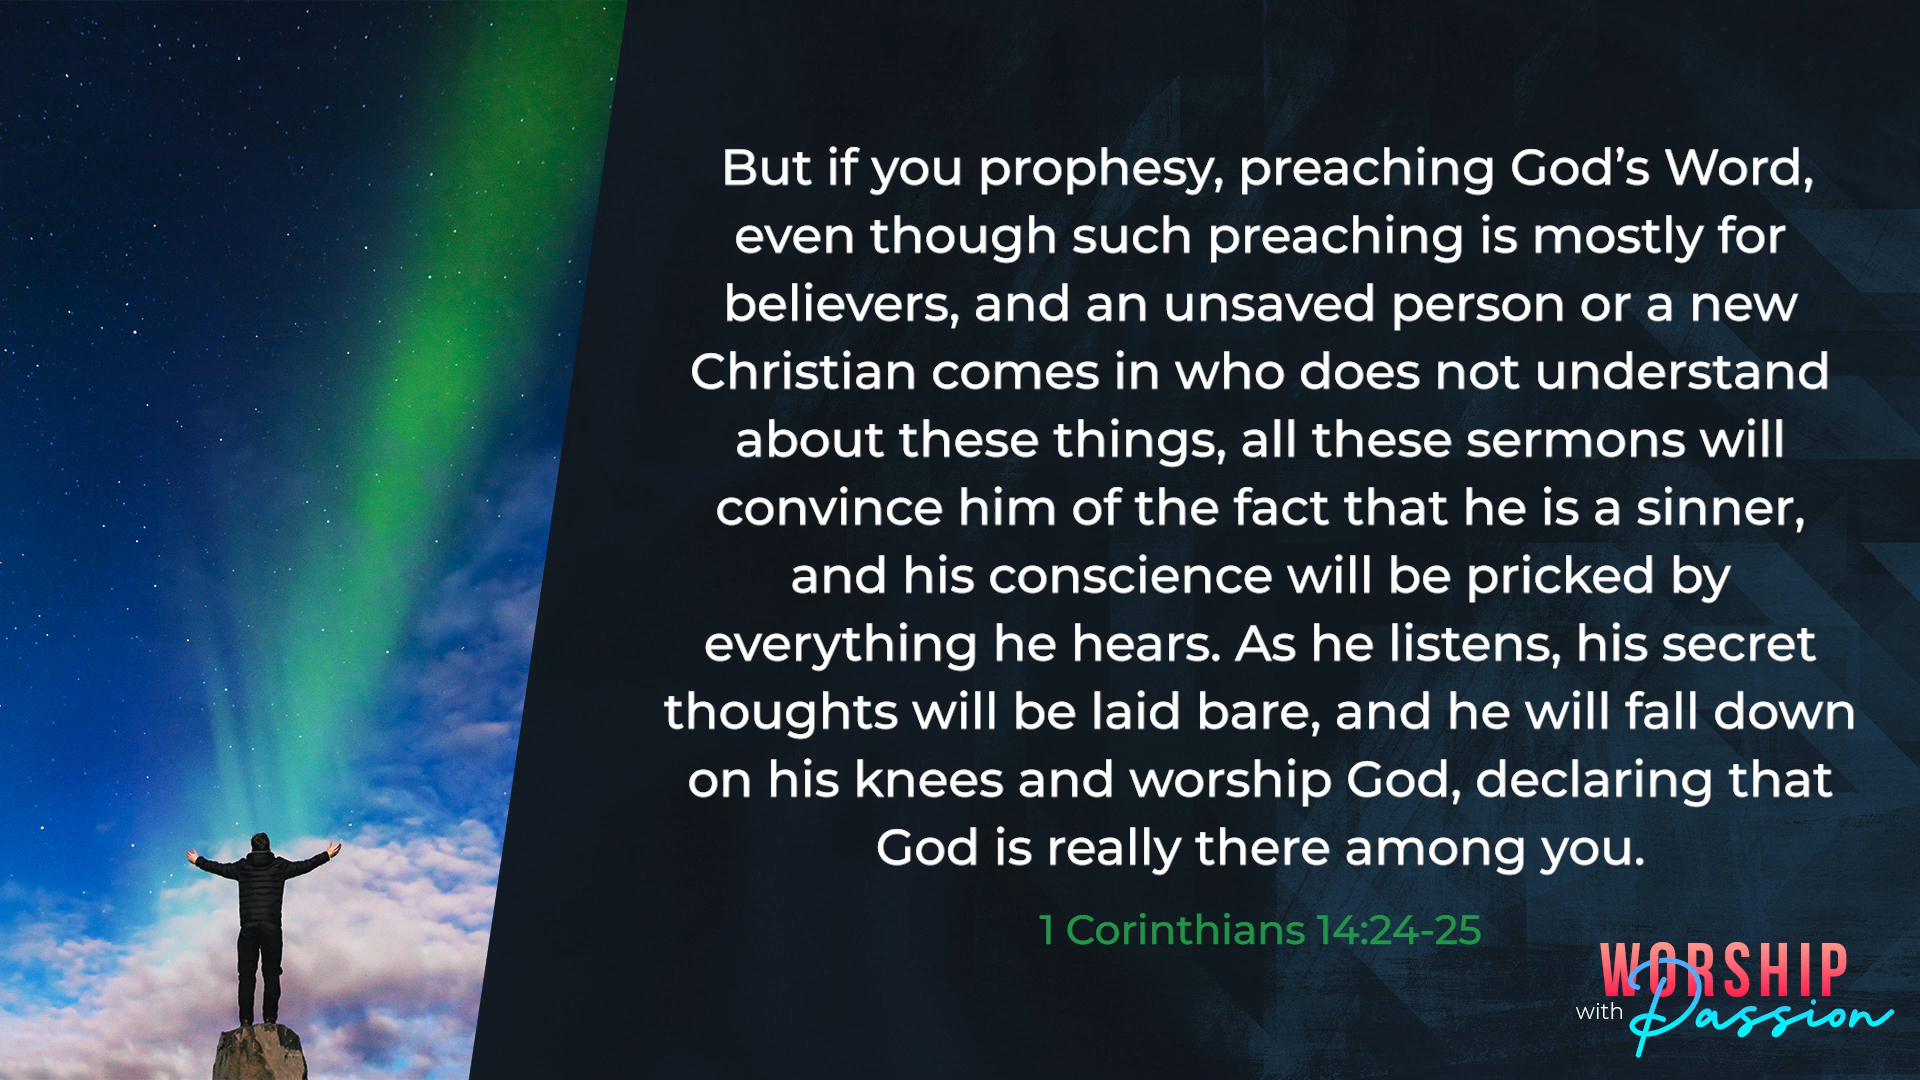 But if you prophesy, preaching God’s Word,
even though such preaching is mostly for
believers, and an unsaved person or a new
Christian comes in who does not understand
about these things, all these sermons will
convince him of the fact that he is a sinner,
and his conscience will be pricked by
everything he hears. As he listens, his secret
thoughts will be laid bare, and he will fall down
on his knees and worship God, declaring that
God is really there among you.
1 Corinthians 14:24-25
WORSHIP
with Passion